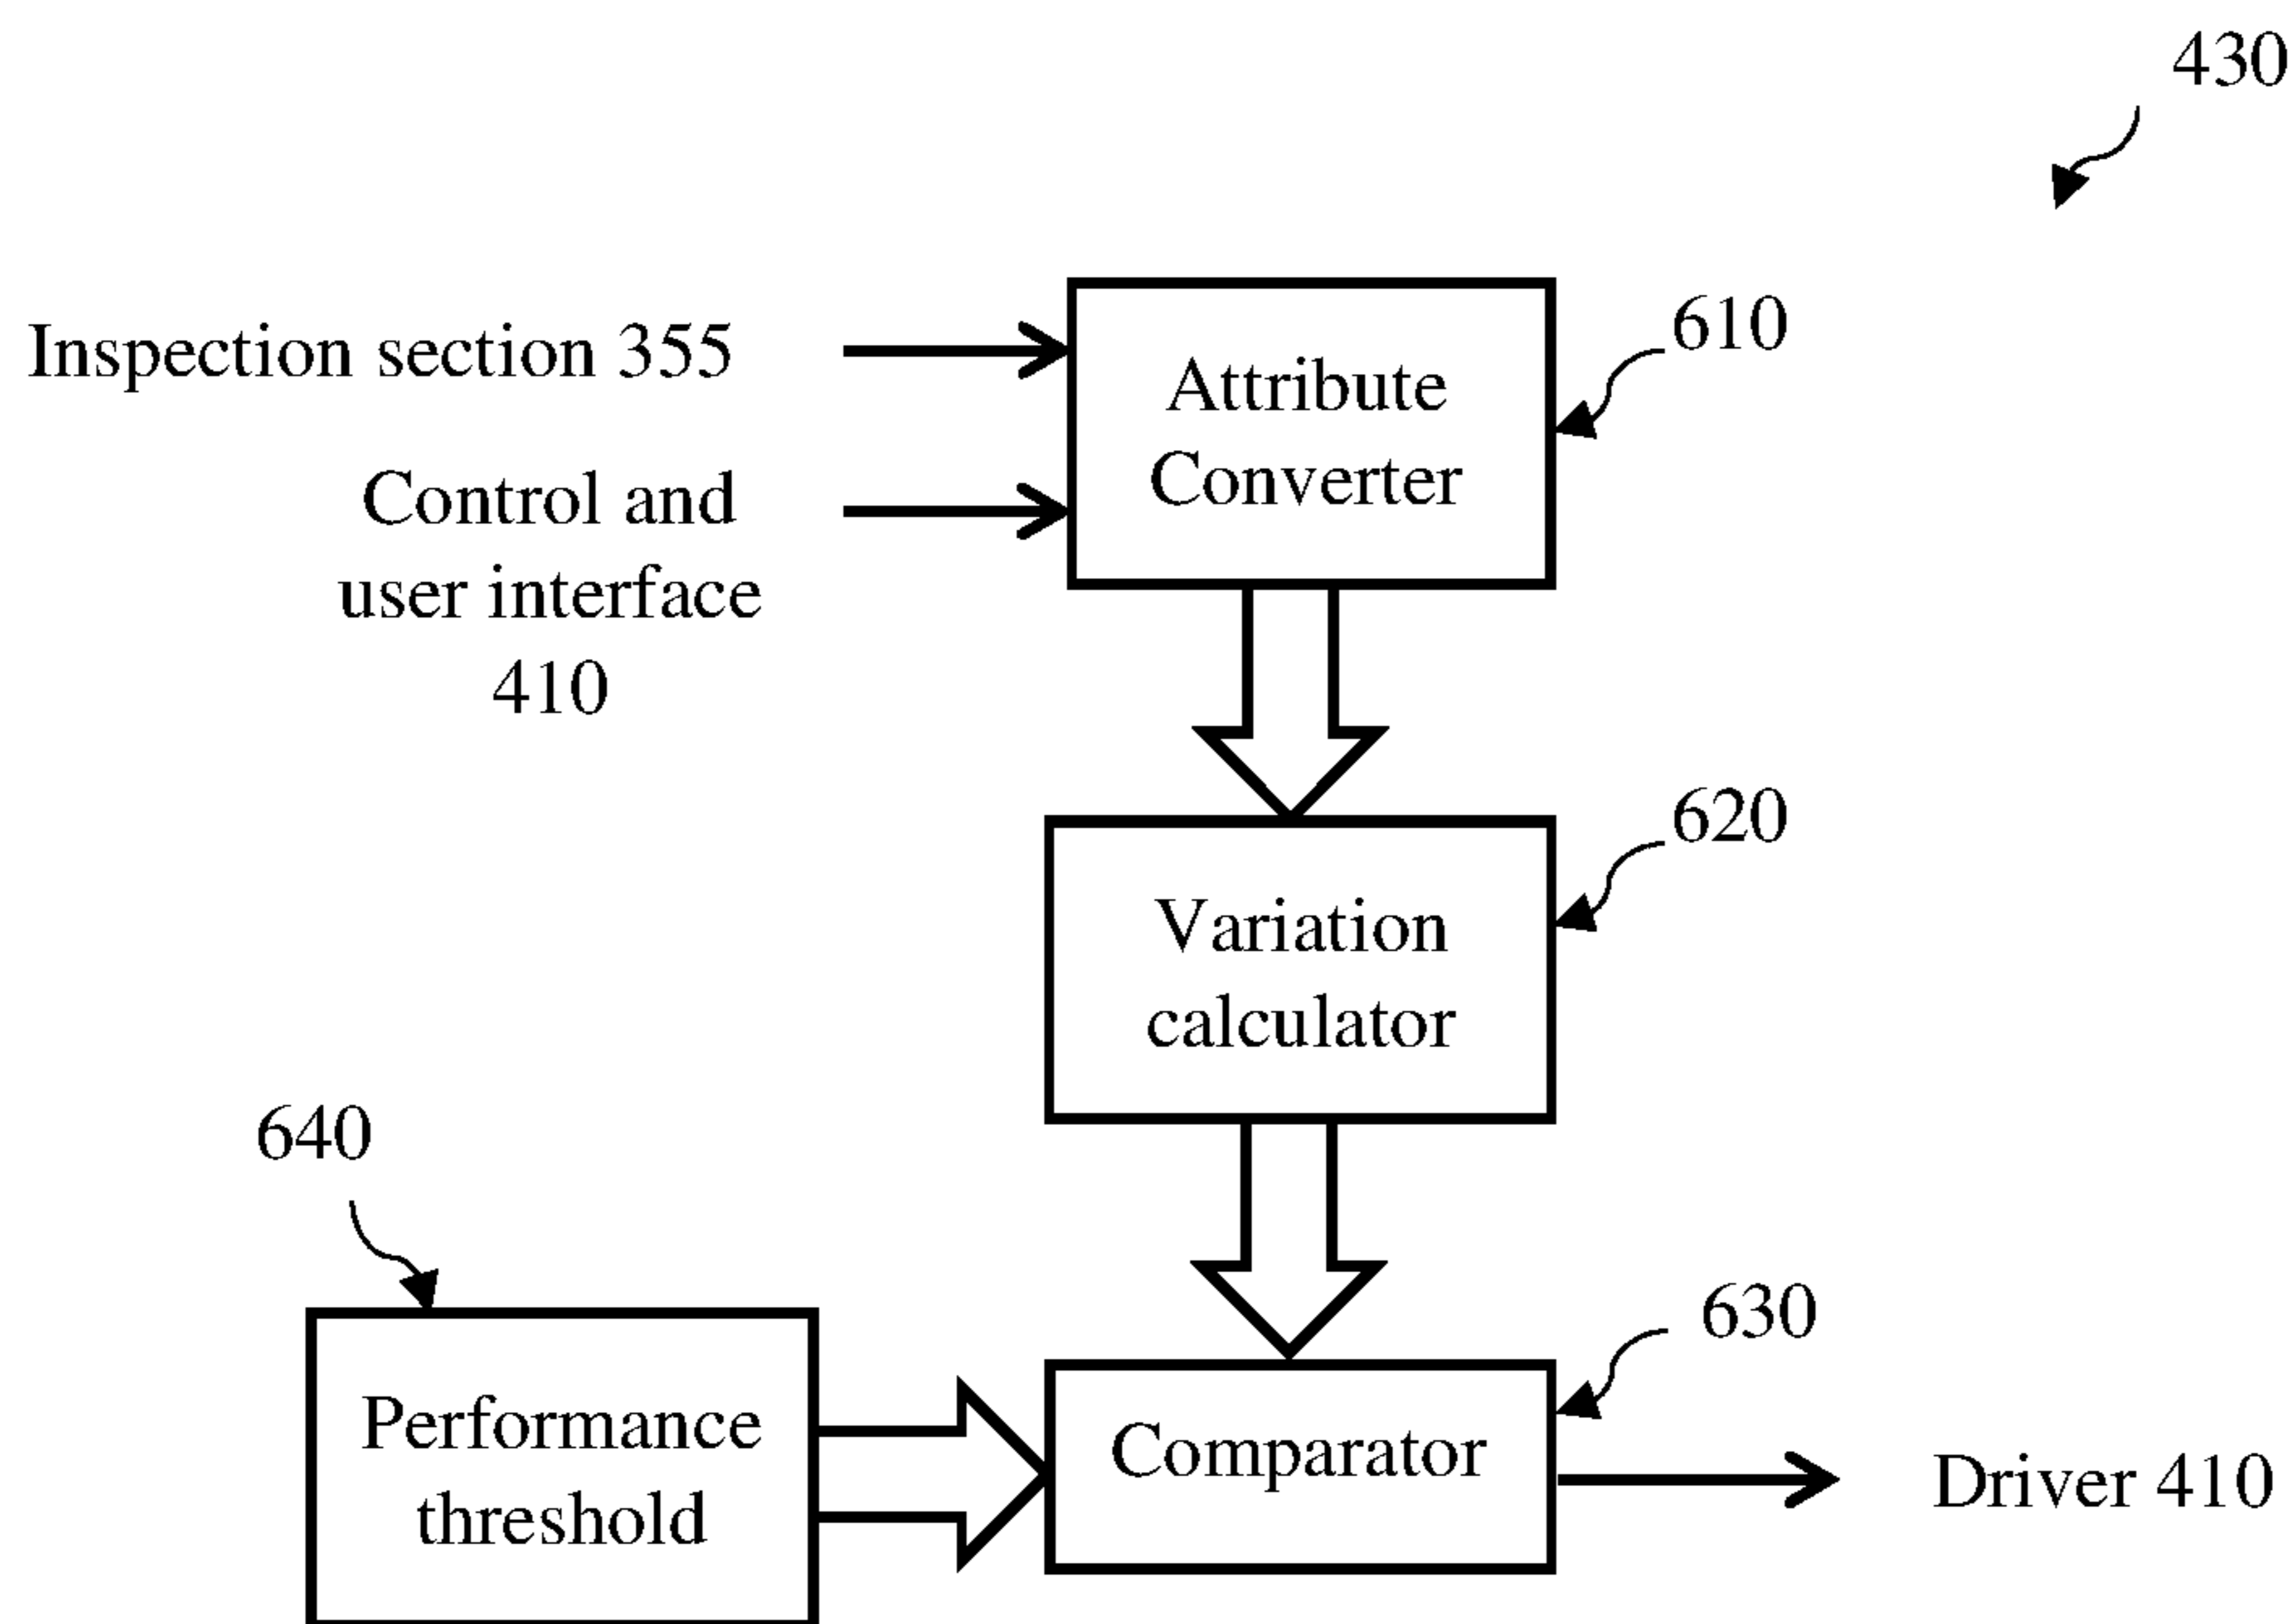 430
Inspection section 355
Attribute
Converter
610
Control and
user interface
410
Variation
calculator
620
640
Performance
threshold
Comparator
630
Driver 410